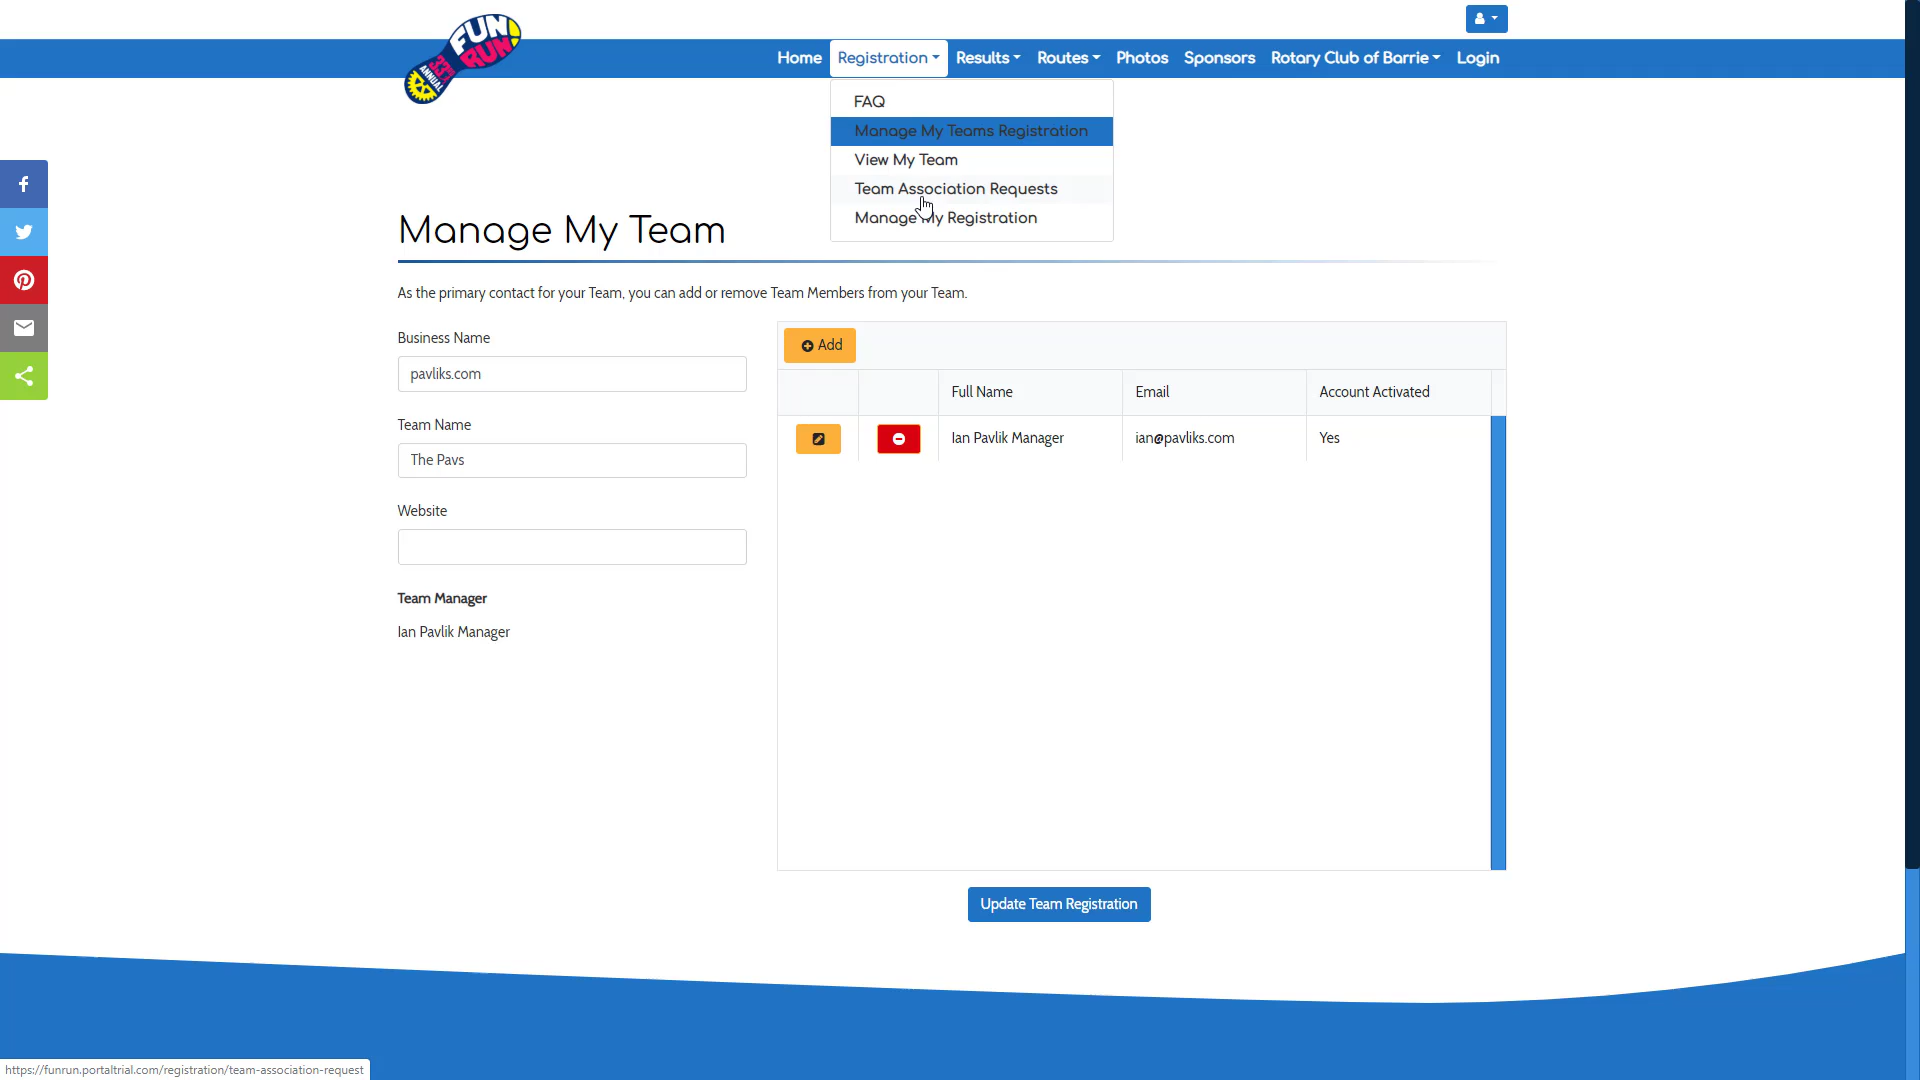 FUN
RUN
33RD
ANNUAL
Home Registration Results Routes Photos Sponsors Rotary Club of Barrie Login
FAQ
Manage My Teams Registration
View My Team
Team Association Requests
Manage My Registration
Manage My Team
As the primary contact for your Team, you can add or remove Team Members from your Team.
Business Name
pavliks.com
Team Name
The Pavs
Website
Team Manager
Ian Pavlik Manager
Add
Full Name Email Account Activated
Ian Pavlik Manager ian@pavliks.com Yes
Update Team Registration
https://funrun.portaltrial.com/registration/team-association-request